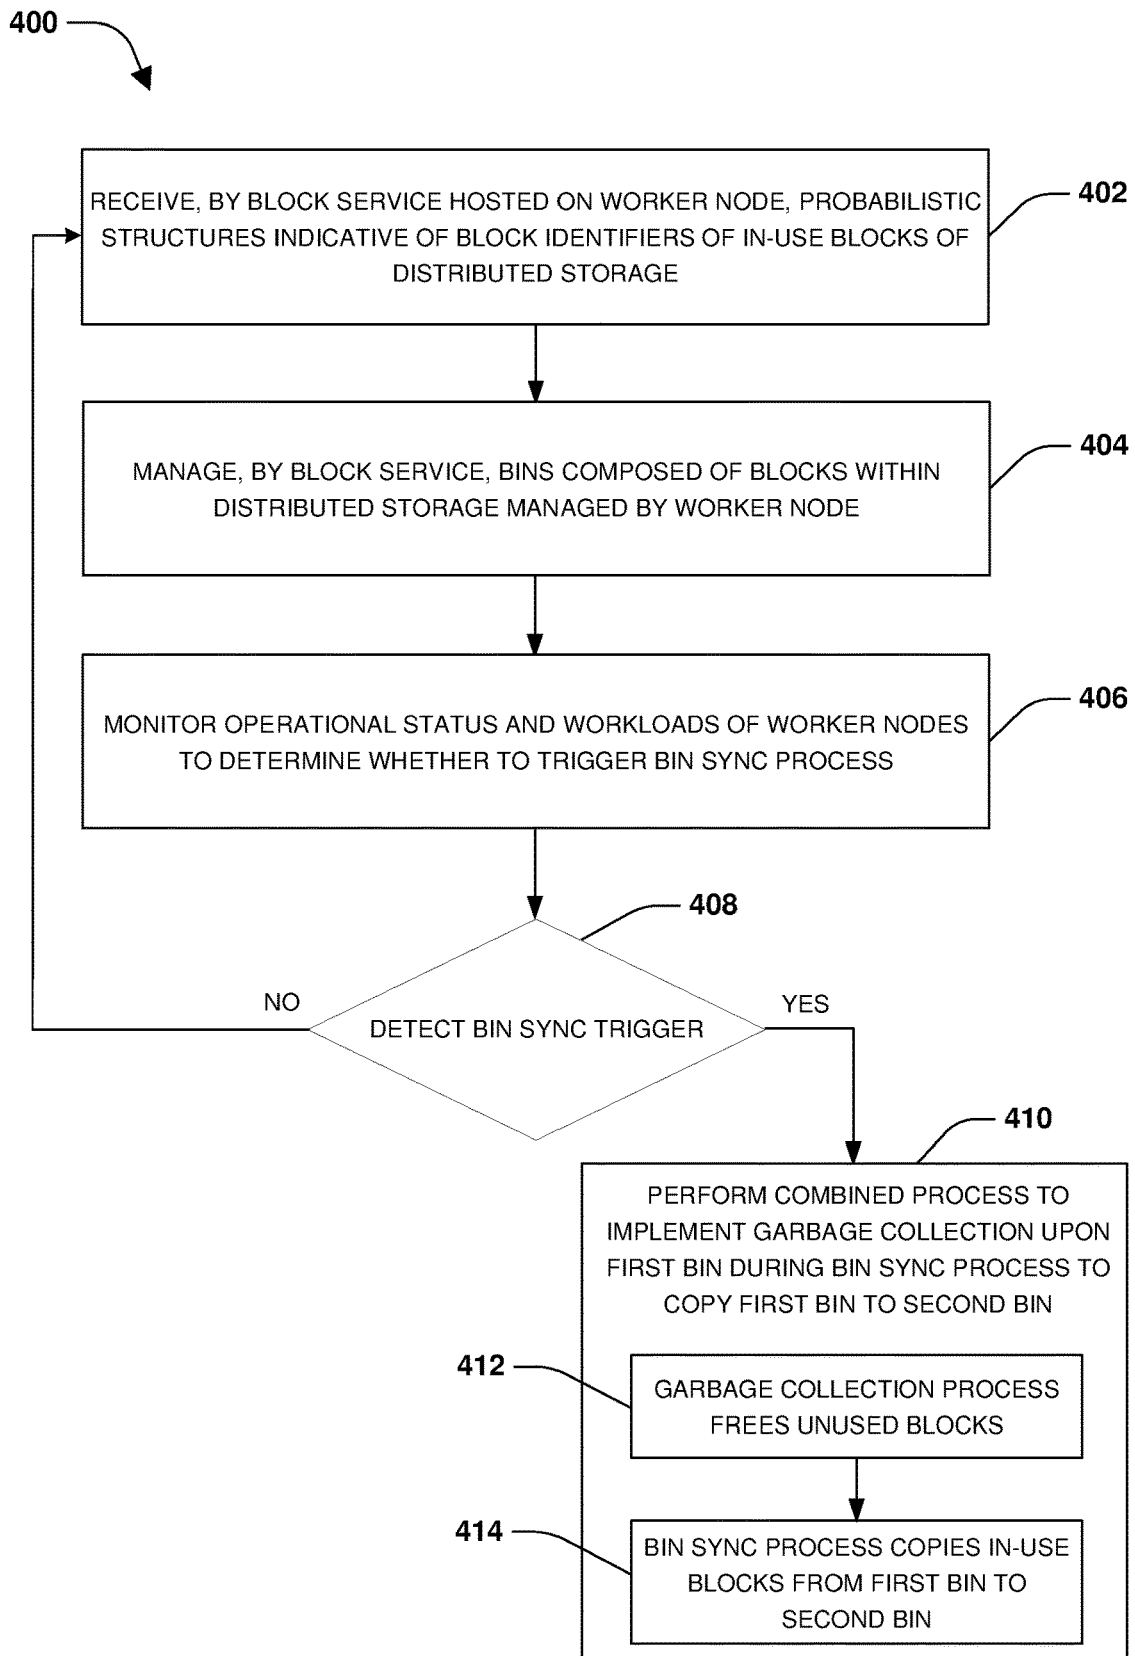 400
RECEIVE, BY BLOCK SERVICE HOSTED ON WORKER NODE, PROBABILISTIC
STRUCTURES INDICATIVE OF BLOCK IDENTIFIERS OF IN-USE BLOCKS OF
DISTRIBUTED STORAGE
402
MANAGE, BY BLOCK SERVICE, BINS COMPOSED OF BLOCKS WITHIN
DISTRIBUTED STORAGE MANAGED BY WORKER NODE
404
MONITOR OPERATIONAL STATUS AND WORKLOADS OF WORKER NODES
TO DETERMINE WHETHER TO TRIGGER BIN SYNC PROCESS
406
408
NO
DETECT BIN SYNC TRIGGER
YES
410
PERFORM COMBINED PROCESS TO
IMPLEMENT GARBAGE COLLECTION UPON
FIRST BIN DURING BIN SYNC PROCESS TO
COPY FIRST BIN TO SECOND BIN
412
GARBAGE COLLECTION PROCESS
FREES UNUSED BLOCKS
414
BIN SYNC PROCESS COPIES IN-USE
BLOCKS FROM FIRST BIN TO
SECOND BIN